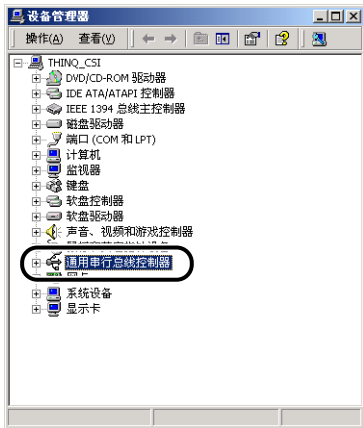 设备管理器
操作(A) 查看(V)
THINQ_CSI
DVD/CD-ROM 驱动器
IDE ATA/ATAPI 控制器
IEEE 1394 总线主控制器
磁盘驱动器
端口 (COM 和 LPT)
计算机
监视器
键盘
软盘控制器
软盘驱动器
声音、视频和游戏控制器
通用串行总线控制器
系统设备
显示卡